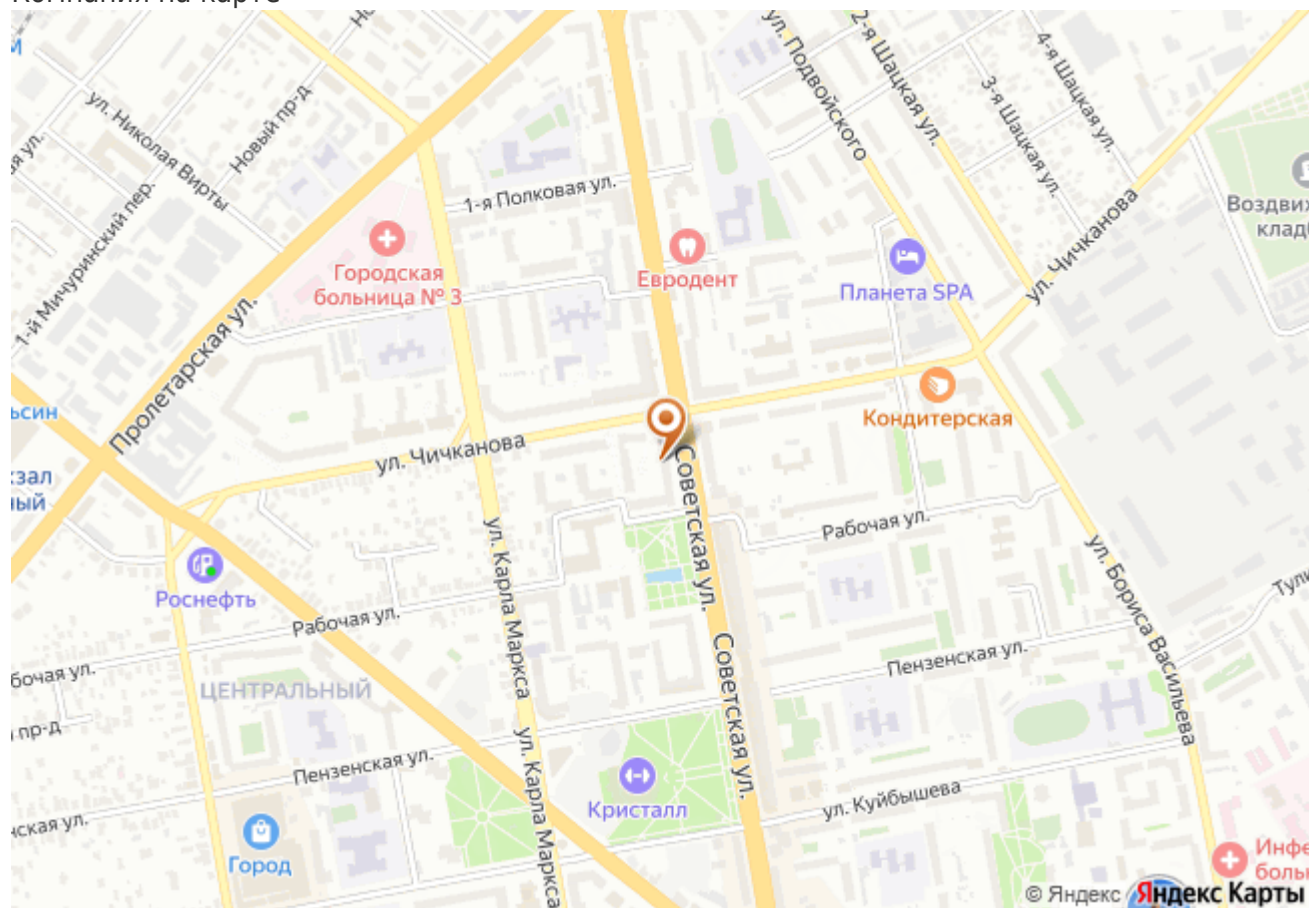 Компания на карте
ул. Николая Вирты
Новый пр-д
1-й Мичуринский пер.
Пролетарская ул.
1-я Полковая ул.
Городская
больница № 3
Евродент
ул. Подвойского
2-я Шацкая ул.
3-я Шацкая ул.
4-я Шацкая ул.
ул. Чичканова
Планета SPA
Кондитерская
ул. Чичканова
Советская ул.
Рабочая ул.
ул. Карла Маркса
Роснефть
Рабочая ул.
ЦЕНТРАЛЬНЫЙ
Советская ул.
Пензенская ул.
ул. Бориса Васильева
Пензенская ул.
ул. Карла Маркса
Кристалл
ул. Куйбышева
Город
© Яндекс Яндекс Карты